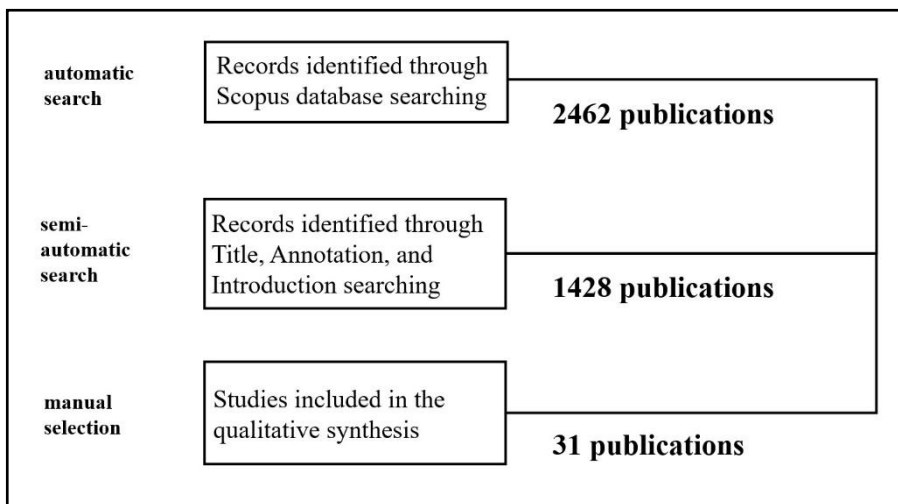 automatic
search
Records identified through
Scopus database searching
2462 publications
semi-
automatic
search
Records identified through
Title, Annotation, and
Introduction searching
1428 publications
manual
selection
Studies included in the
qualitative synthesis
31 publications